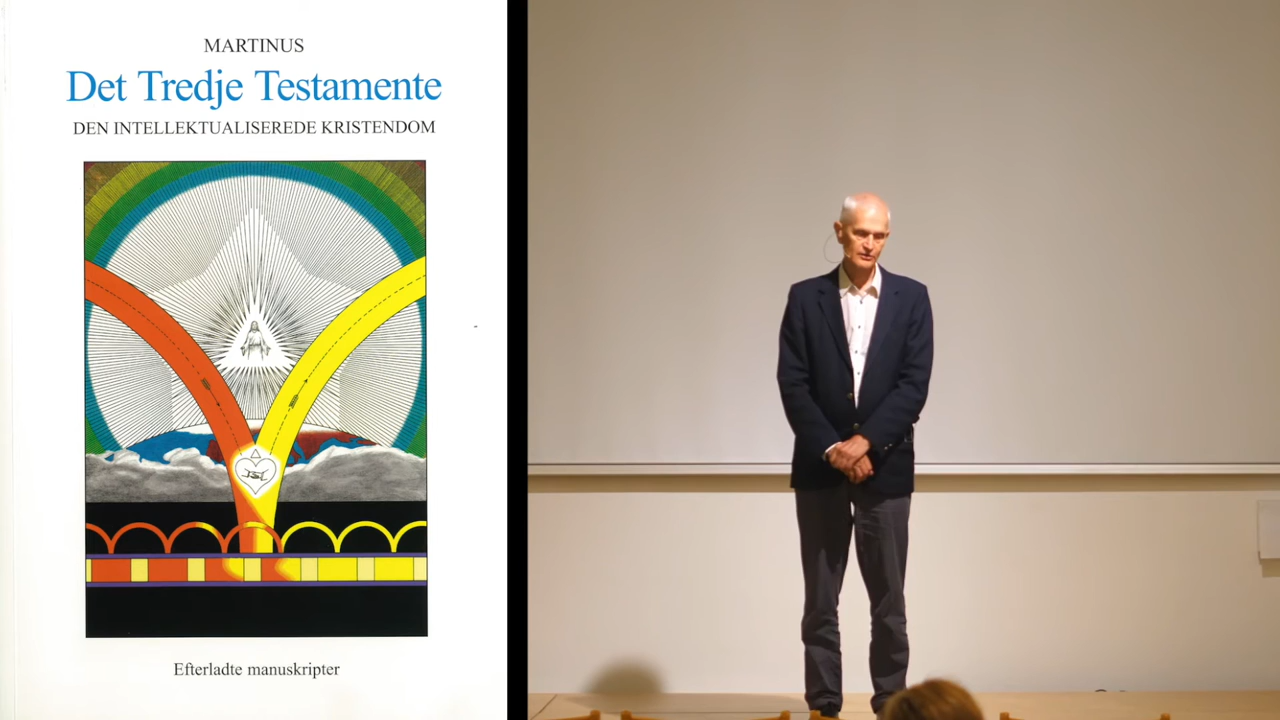 MARTINUS
Det Tredje Testamente
DEN INTELLEKTUALISEREDE KRISTENDOM
Efterladte manuskripter